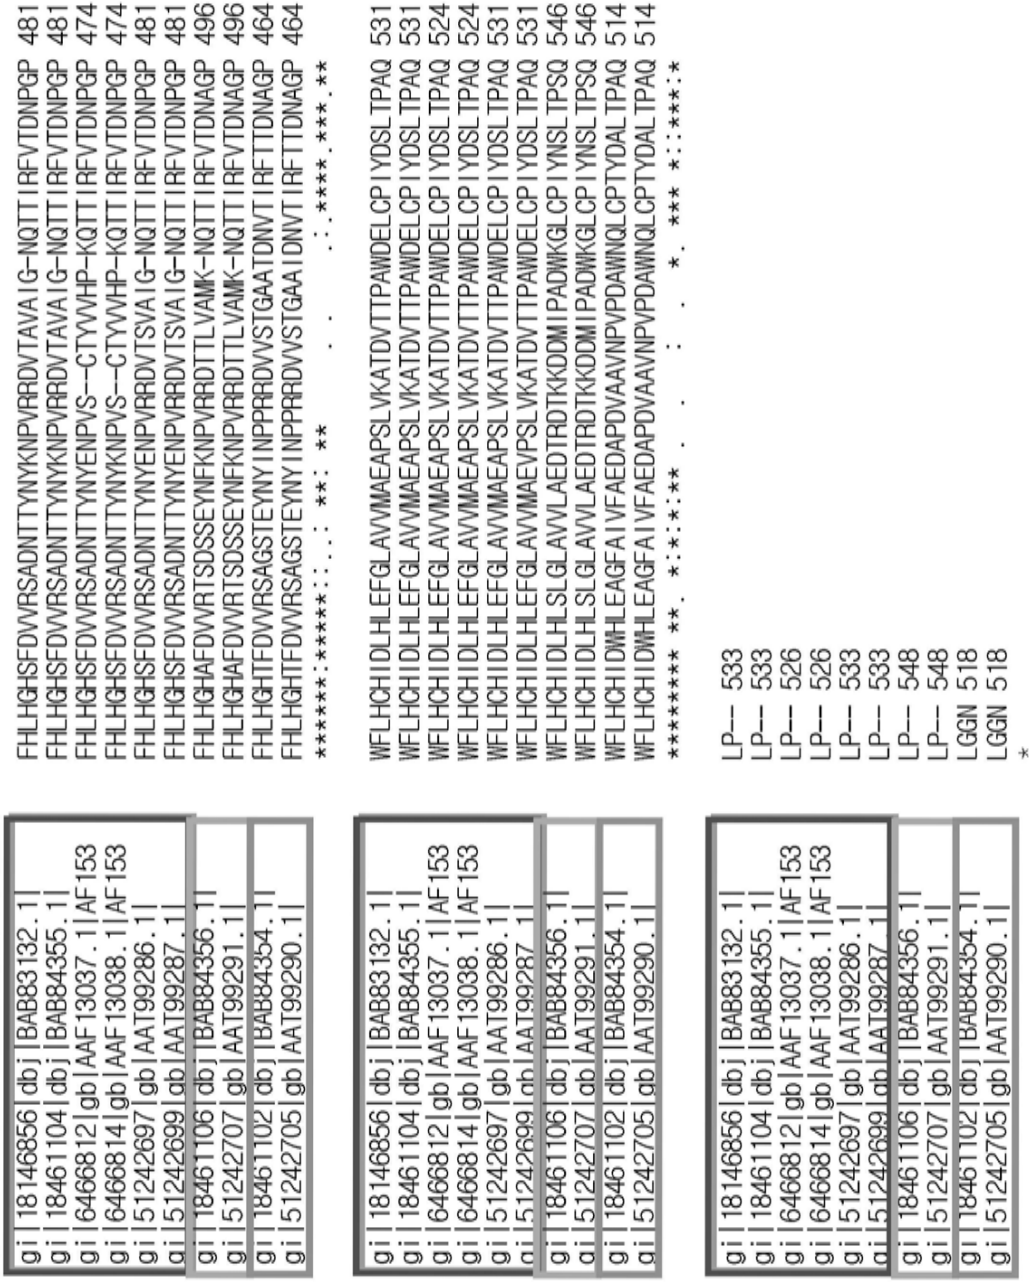 gi|18146856|dbj|BAB83132.1| FHLHGHSFDVVRSADNTTYNYKNPVRRDVTAVAIG-NQTTIRFVTDNPGP 481
gi|18461104|dbj|BAB84355.1| FHLHGHSFDVVRSADNTTYNYKNPVRRDVTAVAIG-NQTTIRFVTDNPGP 481
gi|6466812|gb|AAF13037.1|AF153 FHLHGHSFDVVRSADNTTYNYENPVS--CTYVVHP-KQTTIRFVTDNPGP 474
gi|6466814|gb|AAF13038.1|AF153 FHLHGHSFDVVRSADNTTYNYKNPVS--CTYVVHP-KQTTIRFVTDNPGP 474
gi|51242697|gb|AAT99286.1| FHLHGHSFDVVRSADNTTYNYENPVRRDVTSVAIG-NQTTIRFVTDNPGP 481
gi|51242699|gb|AAT99287.1| FHLHGHSFDVVRSADNTTYNYENPVRRDVTSVAIG-NQTTIRFVTDNPGP 481
gi|18461106|dbj|BAB84356.1| FHLHGHAFDVVRTSDSSEYNFKNPVRRDTTLVAMK-NQTTIRFVTDNAGP 496
gi|51242707|gb|AAT99291.1| FHLHGHAFDVVRTSDSSEYNFKNPVRRDTTLVAMK-NQTTIRFVTDNAGP 496
gi|18461102|dbj|BAB84354.1| FHLHGHTFDVVRSAGSTEYNYINPPRRDVVSTGAATDNVTIRFTTDNAGP 464
gi|51242705|gb|AAT99290.1| FHLHGHTFDVVRSAGSTEYNYINPPRRDVVSTGAAIDNVTIRFTTDNAGP 464
******:*****::..: **: ** . . .:.****.***.**
gi|18146856|dbj|BAB83132.1| WFLHCHIDLHLEFGLAVVMAEAPSLVKATDVTTPAWDELCPIYDSLTPAQ 531
gi|18461104|dbj|BAB84355.1| WFLHCHIDLHLEFGLAVVMAEAPSLVKATDVTTPAWDELCPIYDSLTPAQ 531
gi|6466812|gb|AAF13037.1|AF153 WFLHCHIDLHLEFGLAVVMAEAPSLVKATDVTTPAWDELCPIYDSLTPAQ 524
gi|6466814|gb|AAF13038.1|AF153 WFLHCHIDLHLEFGLAVVMAEAPSLVKATDVTTPAWDELCPIYDSLTPAQ 524
gi|51242697|gb|AAT99286.1| WFLHCHIDLHLEFGLAVVMAEAPSLVKATDVTTPAWDELCPIYDSLTPAQ 531
gi|51242699|gb|AAT99287.1| WFLHCHIDLHLEFGLAVVMAEVPSLVKATDVTTPAWDELCPIYDSLTPAQ 531
gi|18461106|dbj|BAB84356.1| WFLHCHIDLHLSLGLAVVLAEDTRDTKKDDMIPADWKGLCPIYNSLTPSQ 546
gi|51242707|gb|AAT99291.1| WFLHCHIDLHLSLGLAVVLAEDTRDTKKDDMIPADWKGLCPIYNSLTPSQ 546
gi|18461102|dbj|BAB84354.1| WFLHCHIDWHLEAGFAIVFAEDAPDVAAVNPVPDAWNQLCPTYDALTPAQ 514
gi|51242705|gb|AAT99290.1| WFLHCHIDWHLEAGFAIVFAEDAPDVAAVNPVPDAWNQLCPTYDALTPAQ 514
******** **. *:*:*:** . . : . *. *** *::***:*
gi|18146856|dbj|BAB83132.1| LP-- 533
gi|18461104|dbj|BAB84355.1| LP-- 533
gi|6466812|gb|AAF13037.1|AF153 LP-- 526
gi|6466814|gb|AAF13038.1|AF153 LP-- 526
gi|51242697|gb|AAT99286.1| LP-- 533
gi|51242699|gb|AAT99287.1| LP-- 533
gi|18461106|dbj|BAB84356.1| LP-- 548
gi|51242707|gb|AAT99291.1| LP-- 548
gi|18461102|dbj|BAB84354.1| LGGN 518
gi|51242705|gb|AAT99290.1| LGGN 518
*